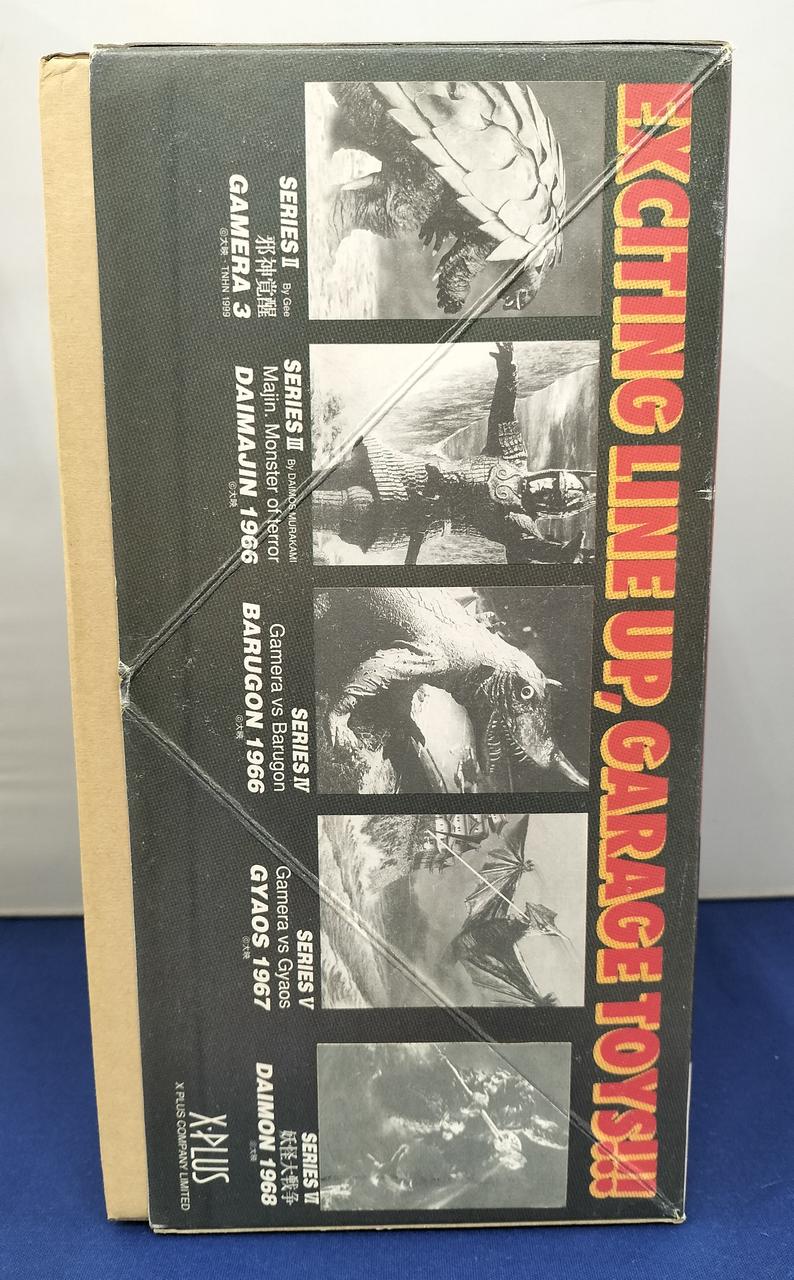 EXCITING LINE UP, GARAGE TOYS!!!
SERIES II By Gee
邪神覚醒
GAMERA 3
©大映・TNHN 1999
SERIES III By DAIMOS MURAKAMI
Majin. Monster of terror
DAIMAJIN 1966
©大映
SERIES IV
Gamera vs Barugon
BARUGON 1966
©大映
SERIES V
Gamera vs Gyaos
GYAOS 1967
©大映
SERIES VI
妖怪大戦争
DAIMON 1968
©大映
X-PLUS
X PLUS COMPANY LIMITED